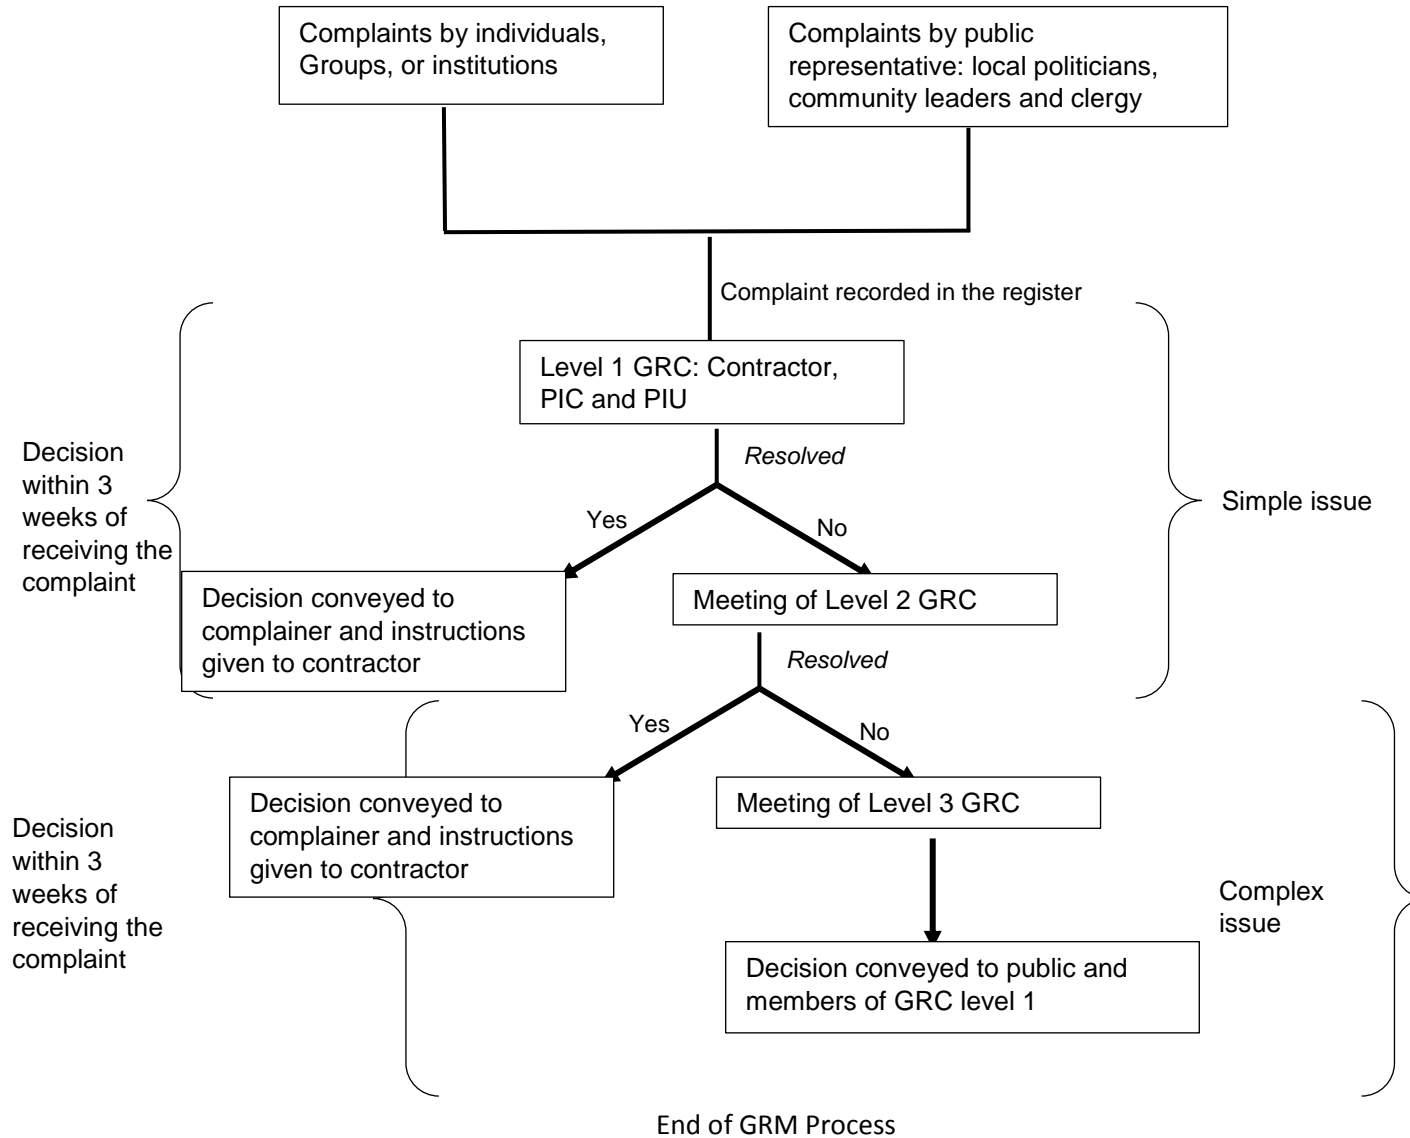 Complaints by individuals,
Groups, or institutions
Complaints by public
representative: local politicians,
community leaders and clergy
Complaint recorded in the register
Level 1 GRC: Contractor,
PIC and PIU
Resolved
Decision
within 3
weeks of
receiving the
complaint
Simple issue
Yes
No
Decision conveyed to
complainer and instructions
given to contractor
Meeting of Level 2 GRC
Resolved
Yes
No
Decision conveyed to
complainer and instructions
given to contractor
Meeting of Level 3 GRC
Decision
within 3
weeks of
receiving the
complaint
Complex
issue
Decision conveyed to public and
members of GRC level 1
End of GRM Process